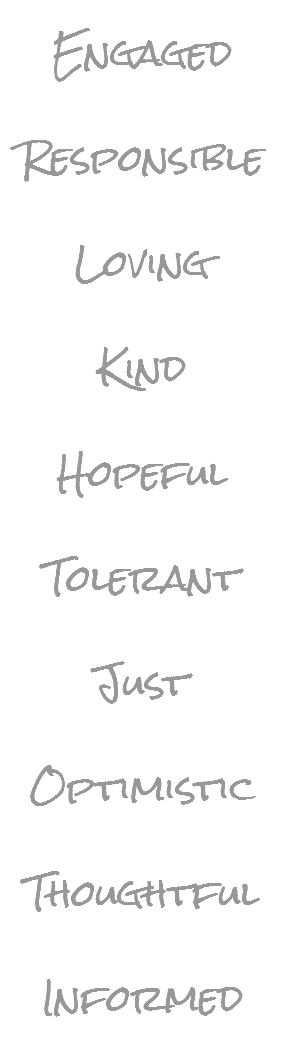 Engaged
Responsible
Loving
Kind
Hopeful
Tolerant
Just
Optimistic
Thoughtful
Informed